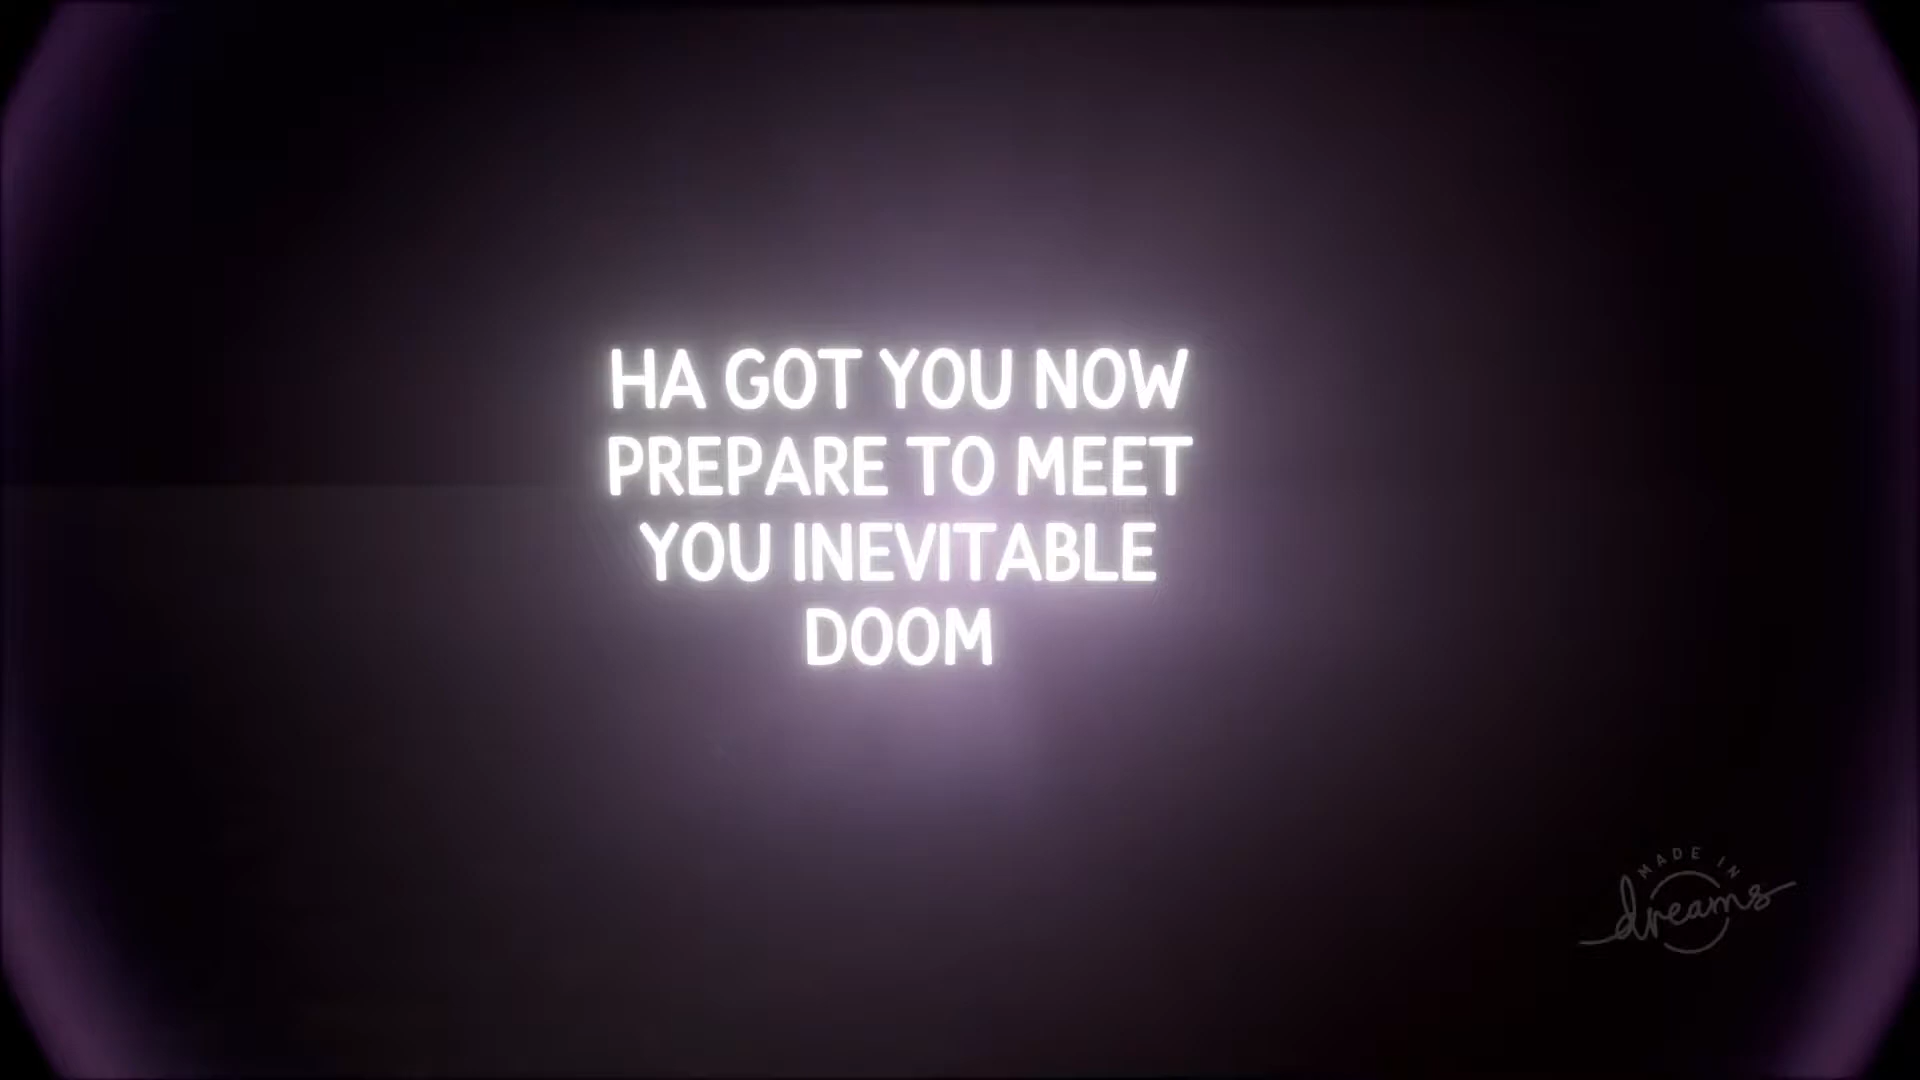 HA GOT YOU NOW
PREPARE TO MEET
YOU INEVITABLE
DOOM
MADE IN
dreams